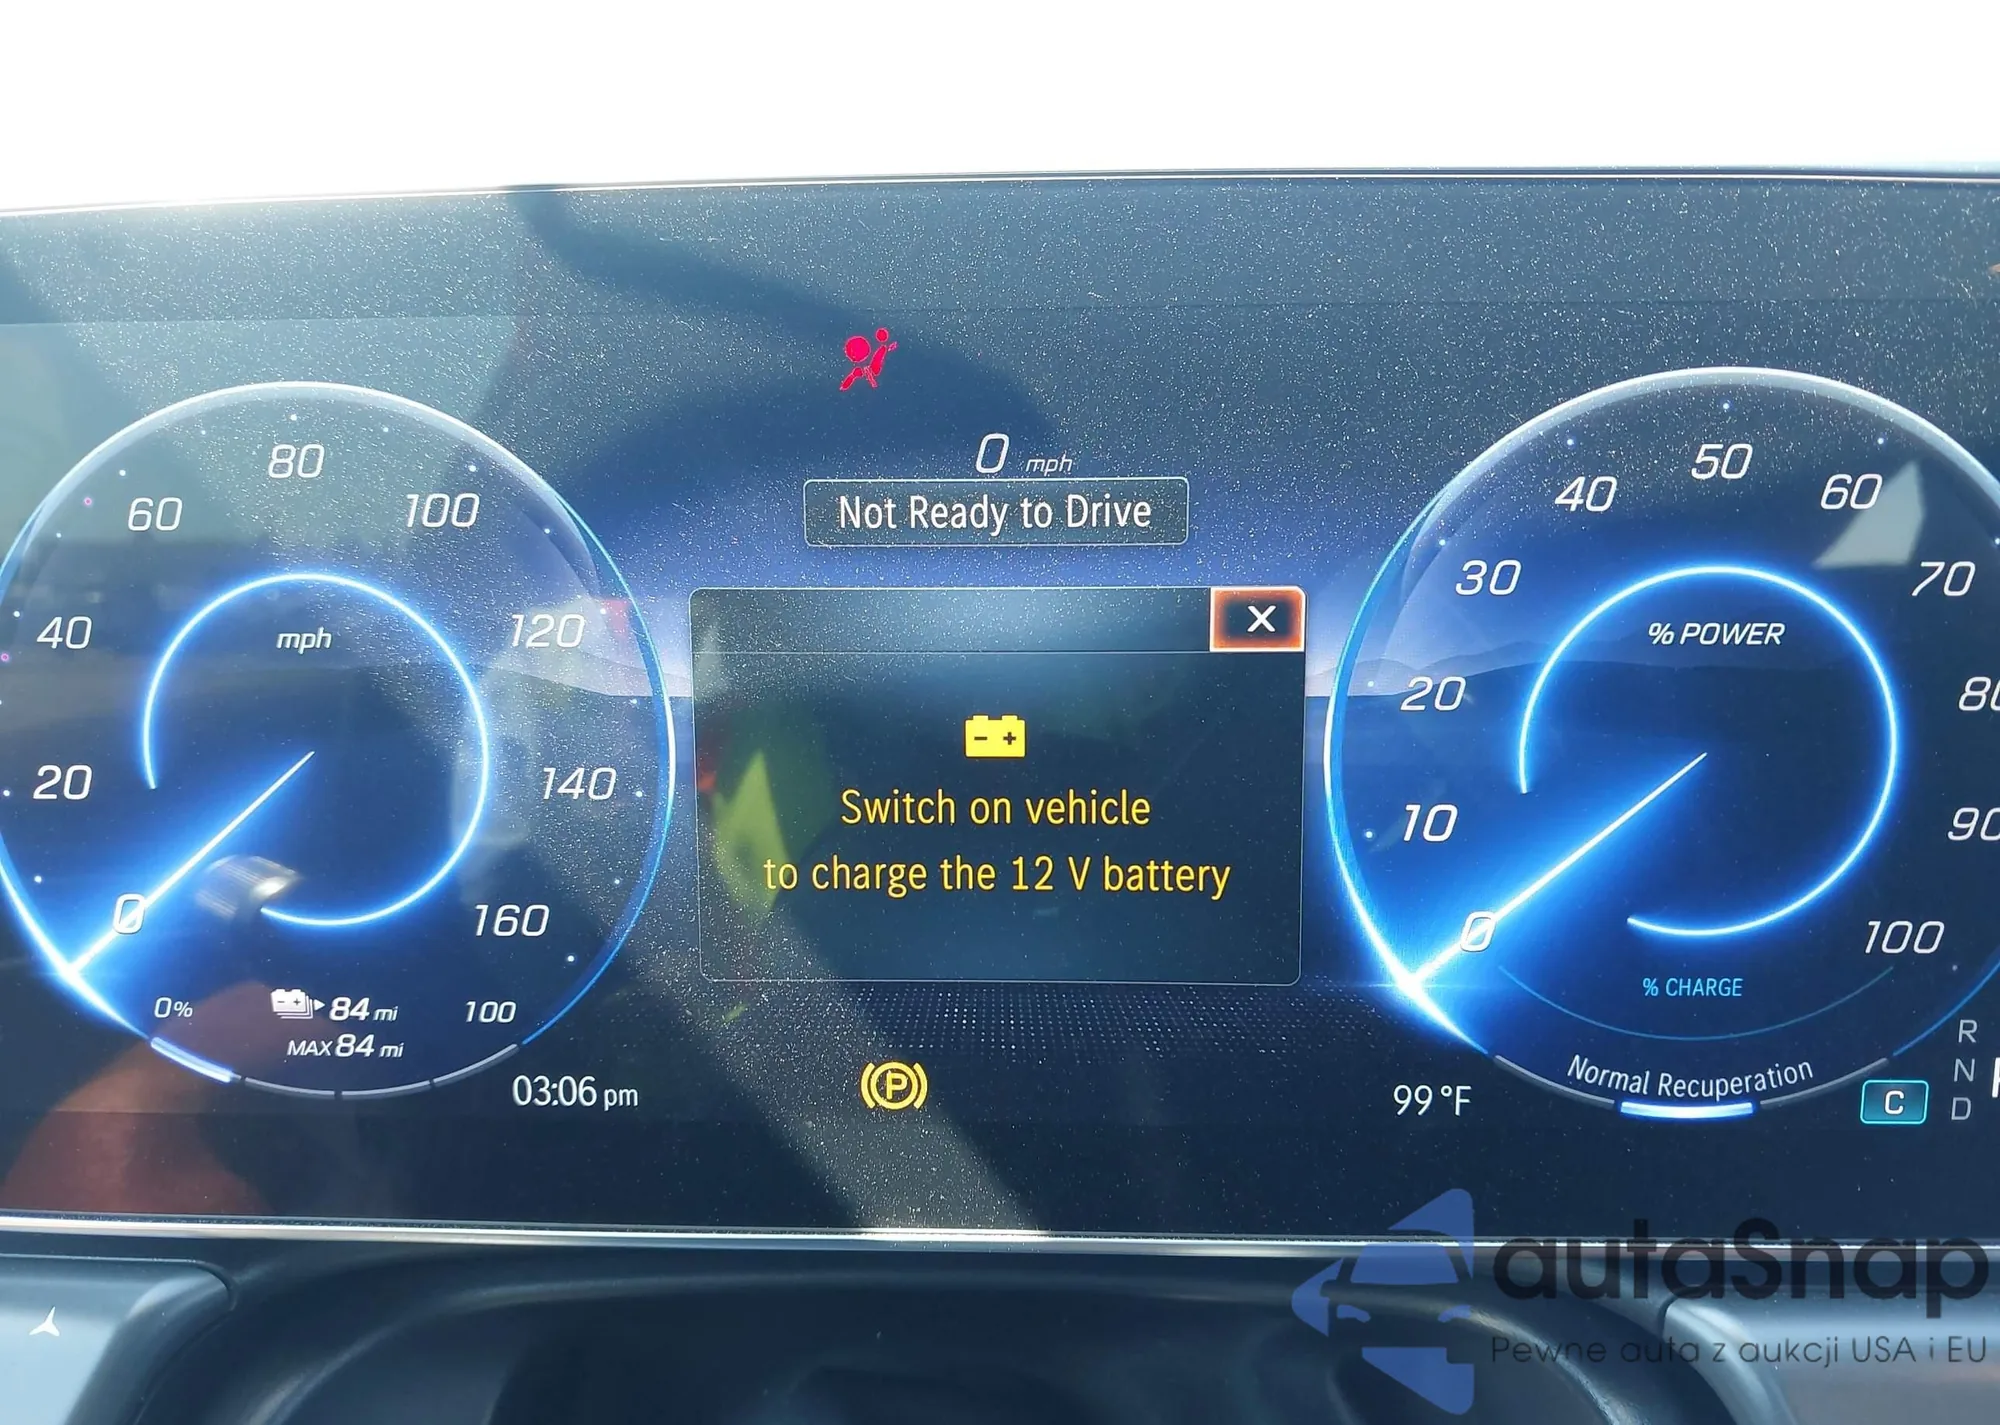 0 mph
Not Ready to Drive
80
60
100
40
mph
120
20
140
0
160
0%
84 mi
100
MAX 84 mi
03:06 pm
X
- +
Switch on vehicle
to charge the 12 V battery
P
50
40
60
30
70
% POWER
20
10
90
0
100
% CHARGE
Normal Recuperation
99 °F
C
R
N
D
autaSnap
Pewne auta z aukcji USA i EU